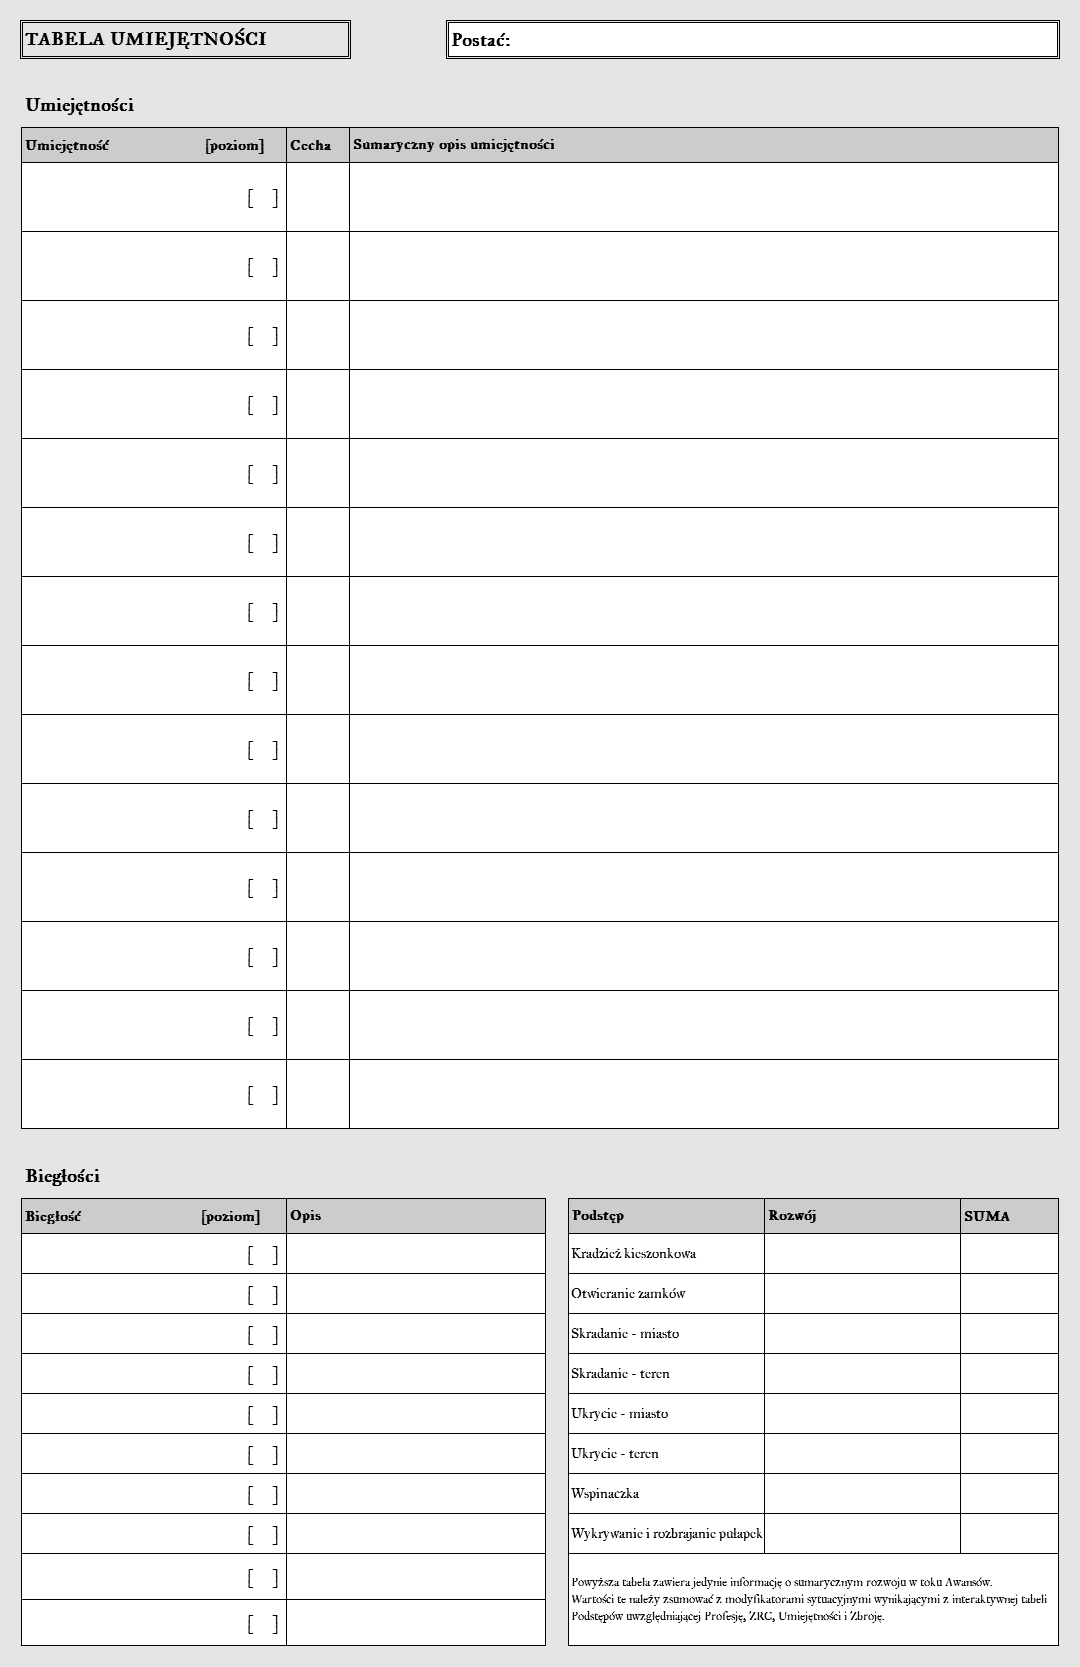 TABELA UMIEJĘTNOŚCI
Postać:
Umiejętności
Umiejętność [poziom] Cecha Sumaryczny opis umiejętności
[ ]
[ ]
[ ]
[ ]
[ ]
[ ]
[ ]
[ ]
[ ]
[ ]
[ ]
[ ]
[ ]
[ ]
Biegłości
Biegłość [poziom] Opis
[ ]
[ ]
[ ]
[ ]
[ ]
[ ]
[ ]
[ ]
[ ]
[ ]
Podstęp Rozwój SUMA
Kradzież kieszonkowa
Otwieranie zamków
Skradanie - miasto
Skradanie - teren
Ukrycie - miasto
Ukrycie - teren
Wspinaczka
Wykrywanie i rozbrajanie pułapek
Powyższa tabela zawiera jedynie informację o sumarycznym rozwoju w toku Awansów.
Wartości te należy zsumować z modyfikatorami sytuacyjnymi wynikającymi z interaktywnej tabeli
Podstępów uwzględniającej Profesję, ZRC, Umiejętności i Zbroję.